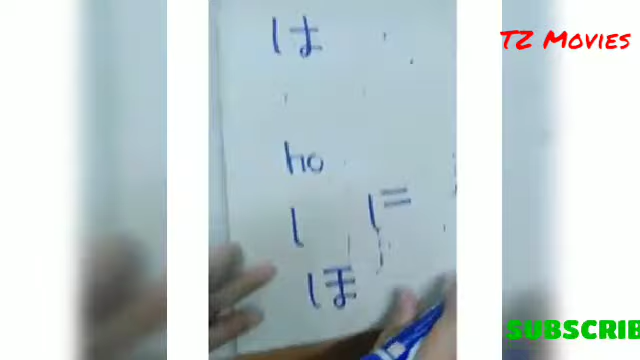 は
TZ Movies
ho
l l=
ほ
SUBSCRIB